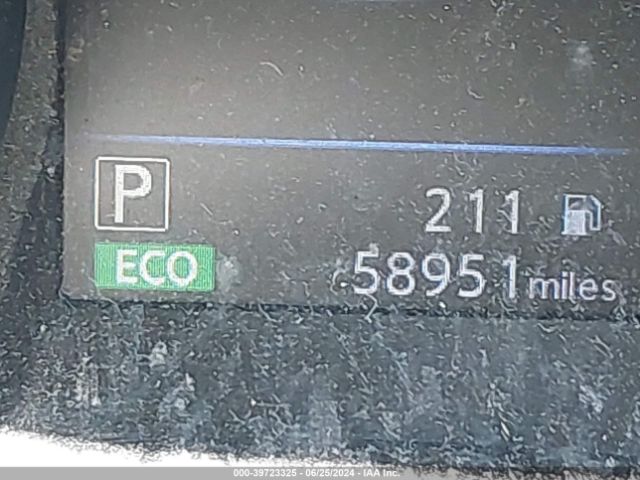 P 211
ECO 58951 miles
000-39723325 - 06/25/2024 - IAA Inc.